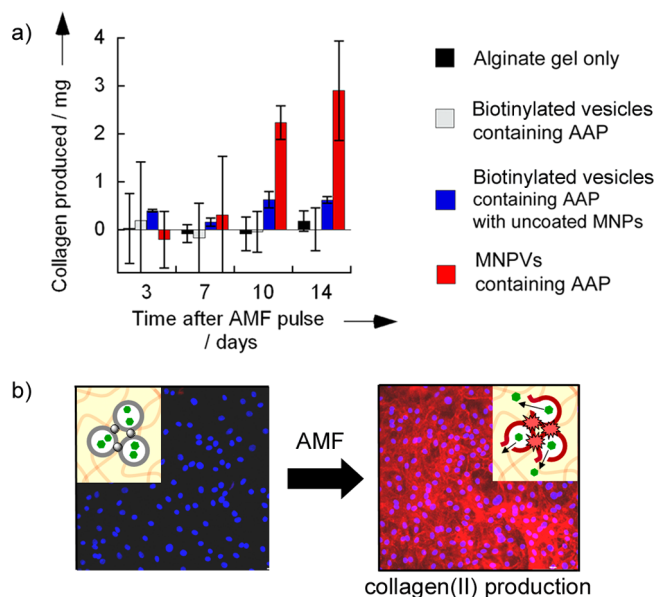 a)
Collagen produced / mg
4
3
2
1
0
3 7 10 14
Time after AMF pulse
/ days
Alginate gel only
Biotinylated vesicles
containing AAP
Biotinylated vesicles
containing AAP
with uncoated MNPs
MNPVs
containing AAP
b)
AMF
collagen(II) production